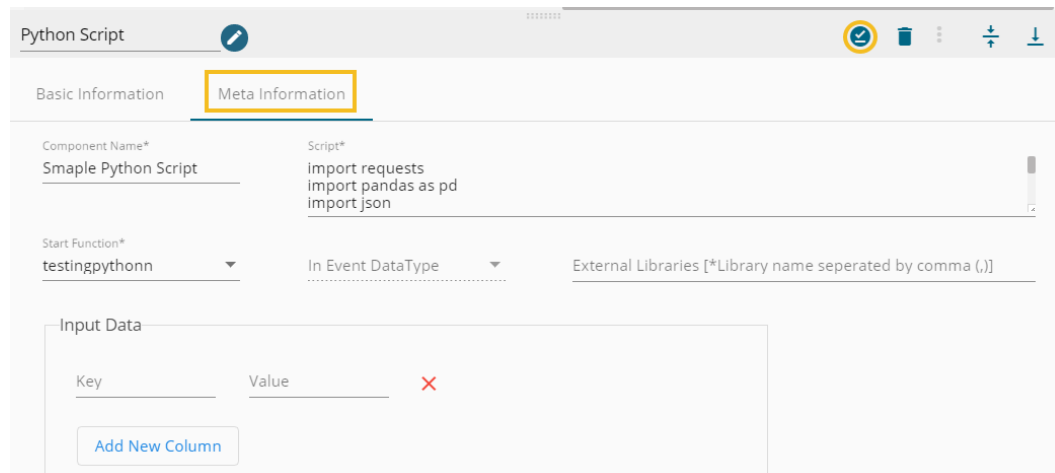 Python Script
Basic Information
Meta Information
Component Name*
Smaple Python Script
Script*
import requests
import pandas as pd
import json
Start Function*
testingpythonn
In Event DataType
External Libraries [*Library name seperated by comma (,)]
Input Data
Key
Value
Add New Column